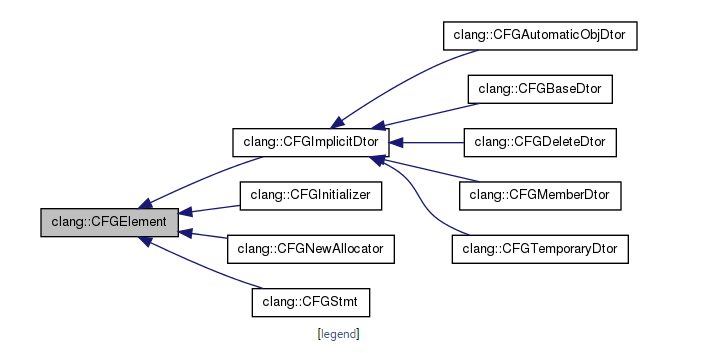 clang::CFGAutomaticObjDtor
clang::CFGBaseDtor
clang::CFGImplicitDtor
clang::CFGDeleteDtor
clang::CFGInitializer
clang::CFGMemberDtor
clang::CFGElement
clang::CFGNewAllocator
clang::CFGTemporaryDtor
clang::CFGStmt
[legend]